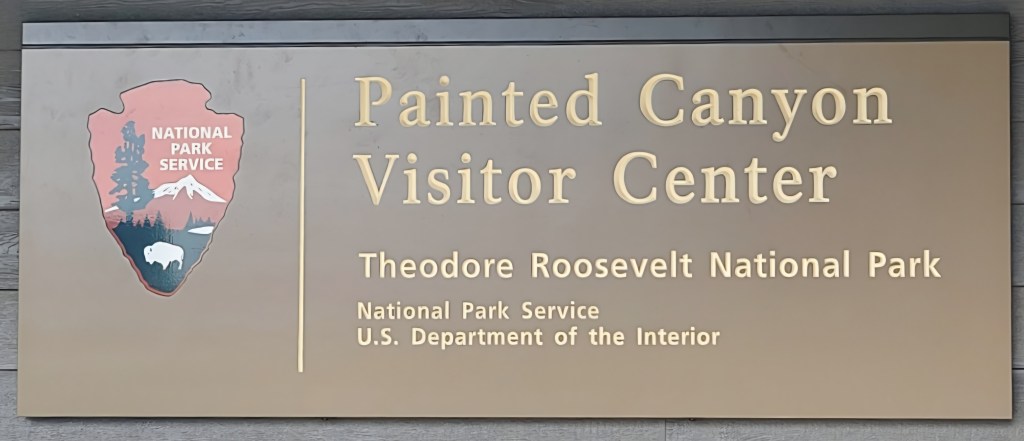 NATIONAL
PARK
SERVICE
Painted Canyon
Visitor Center
Theodore Roosevelt National Park
National Park Service
U.S. Department of the Interior